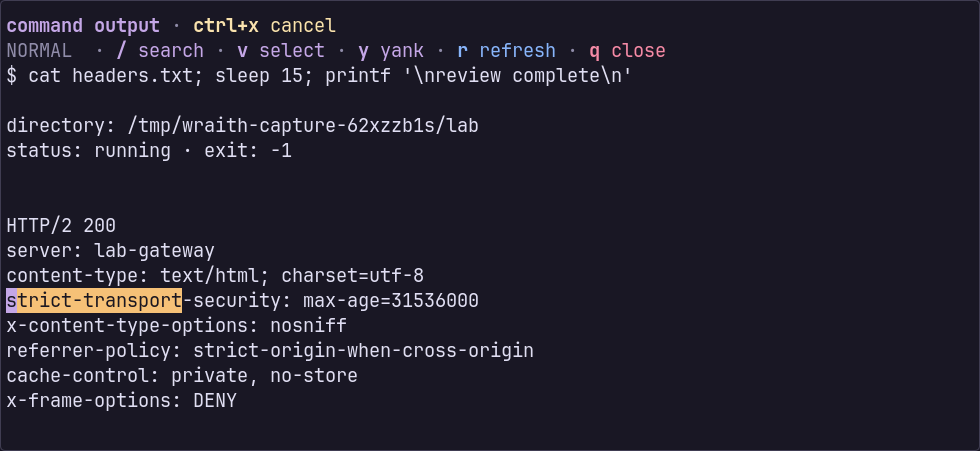 command output · ctrl+x cancel
NORMAL · / search · v select · y yank · r refresh · q close
$ cat headers.txt; sleep 15; printf '\nreview complete\n'
directory: /tmp/wraith-capture-62xzzb1s/lab
status: running · exit: -1
HTTP/2 200
server: lab-gateway
content-type: text/html; charset=utf-8
strict-transport-security: max-age=31536000
x-content-type-options: nosniff
referrer-policy: strict-origin-when-cross-origin
cache-control: private, no-store
x-frame-options: DENY